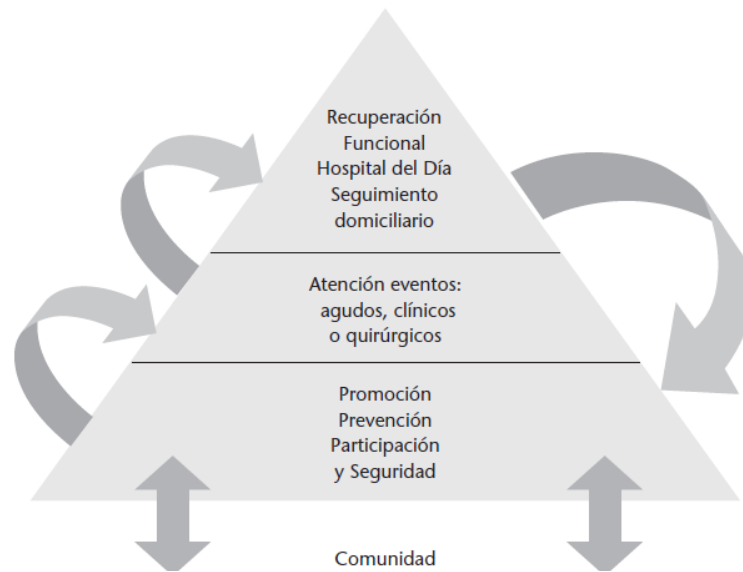 Recuperación
Funcional
Hospital del Día
Seguimiento
domiciliario
Atención eventos:
agudos, clínicos
o quirúrgicos
Promoción
Prevención
Participación
y Seguridad
Comunidad